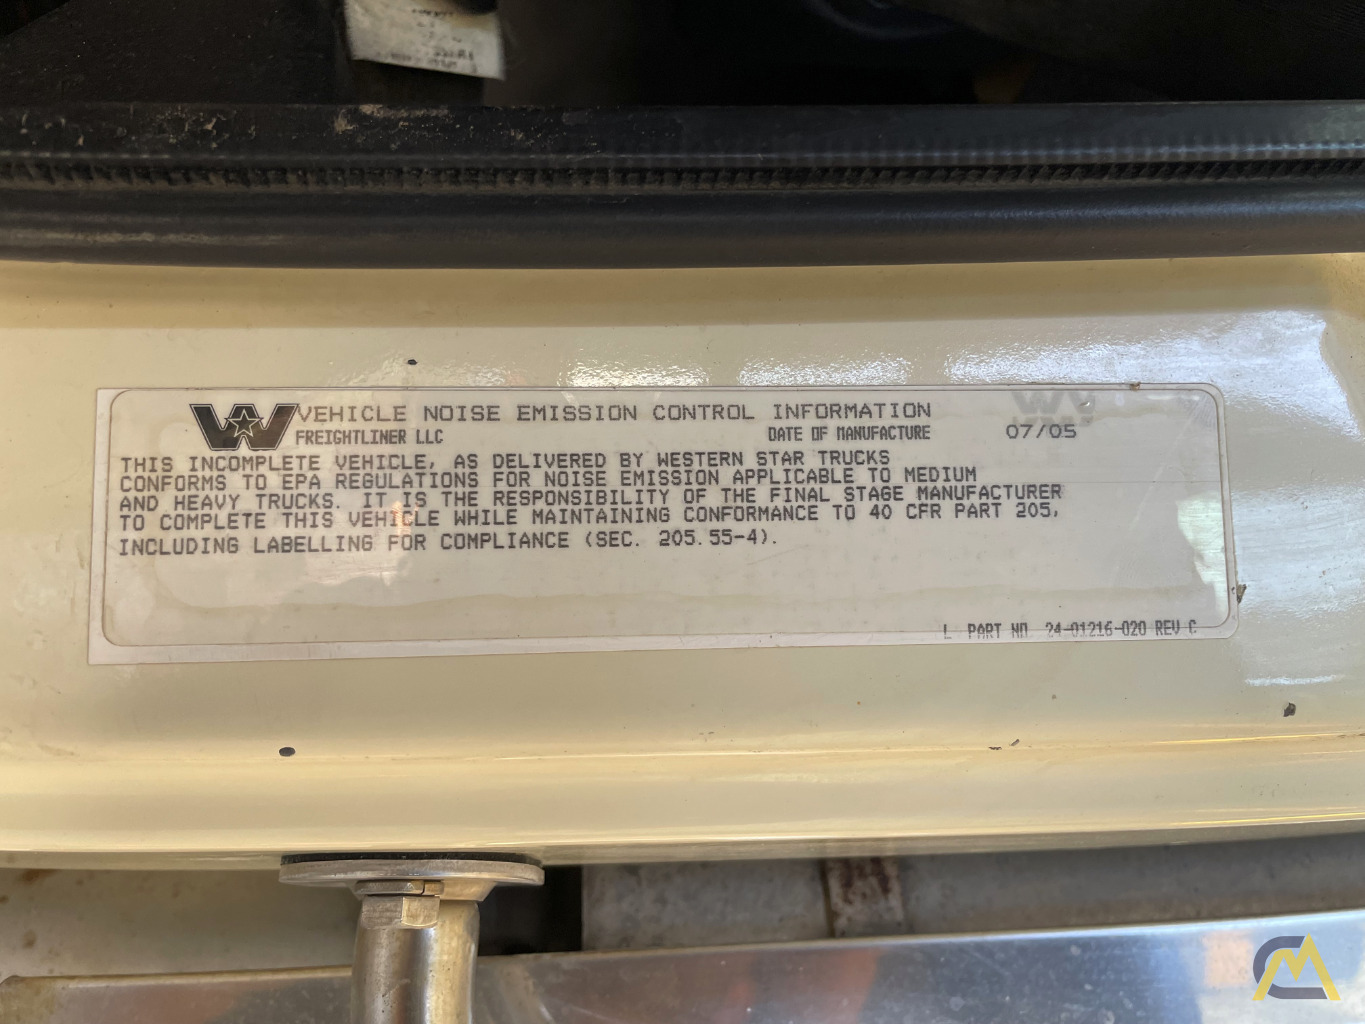 VEHICLE NOISE EMISSION CONTROL INFORMATION
FREIGHTLINER LLC DATE OF MANUFACTURE 07/05
THIS INCOMPLETE VEHICLE, AS DELIVERED BY WESTERN STAR TRUCKS
CONFORMS TO EPA REGULATIONS FOR NOISE EMISSION APPLICABLE TO MEDIUM
AND HEAVY TRUCKS. IT IS THE RESPONSIBILITY OF THE FINAL STAGE MANUFACTURER
TO COMPLETE THIS VEHICLE WHILE MAINTAINING CONFORMANCE TO 40 CFR PART 205,
INCLUDING LABELLING FOR COMPLIANCE (SEC. 205.55-4).
L PART NO. 24-01216-020 REV C